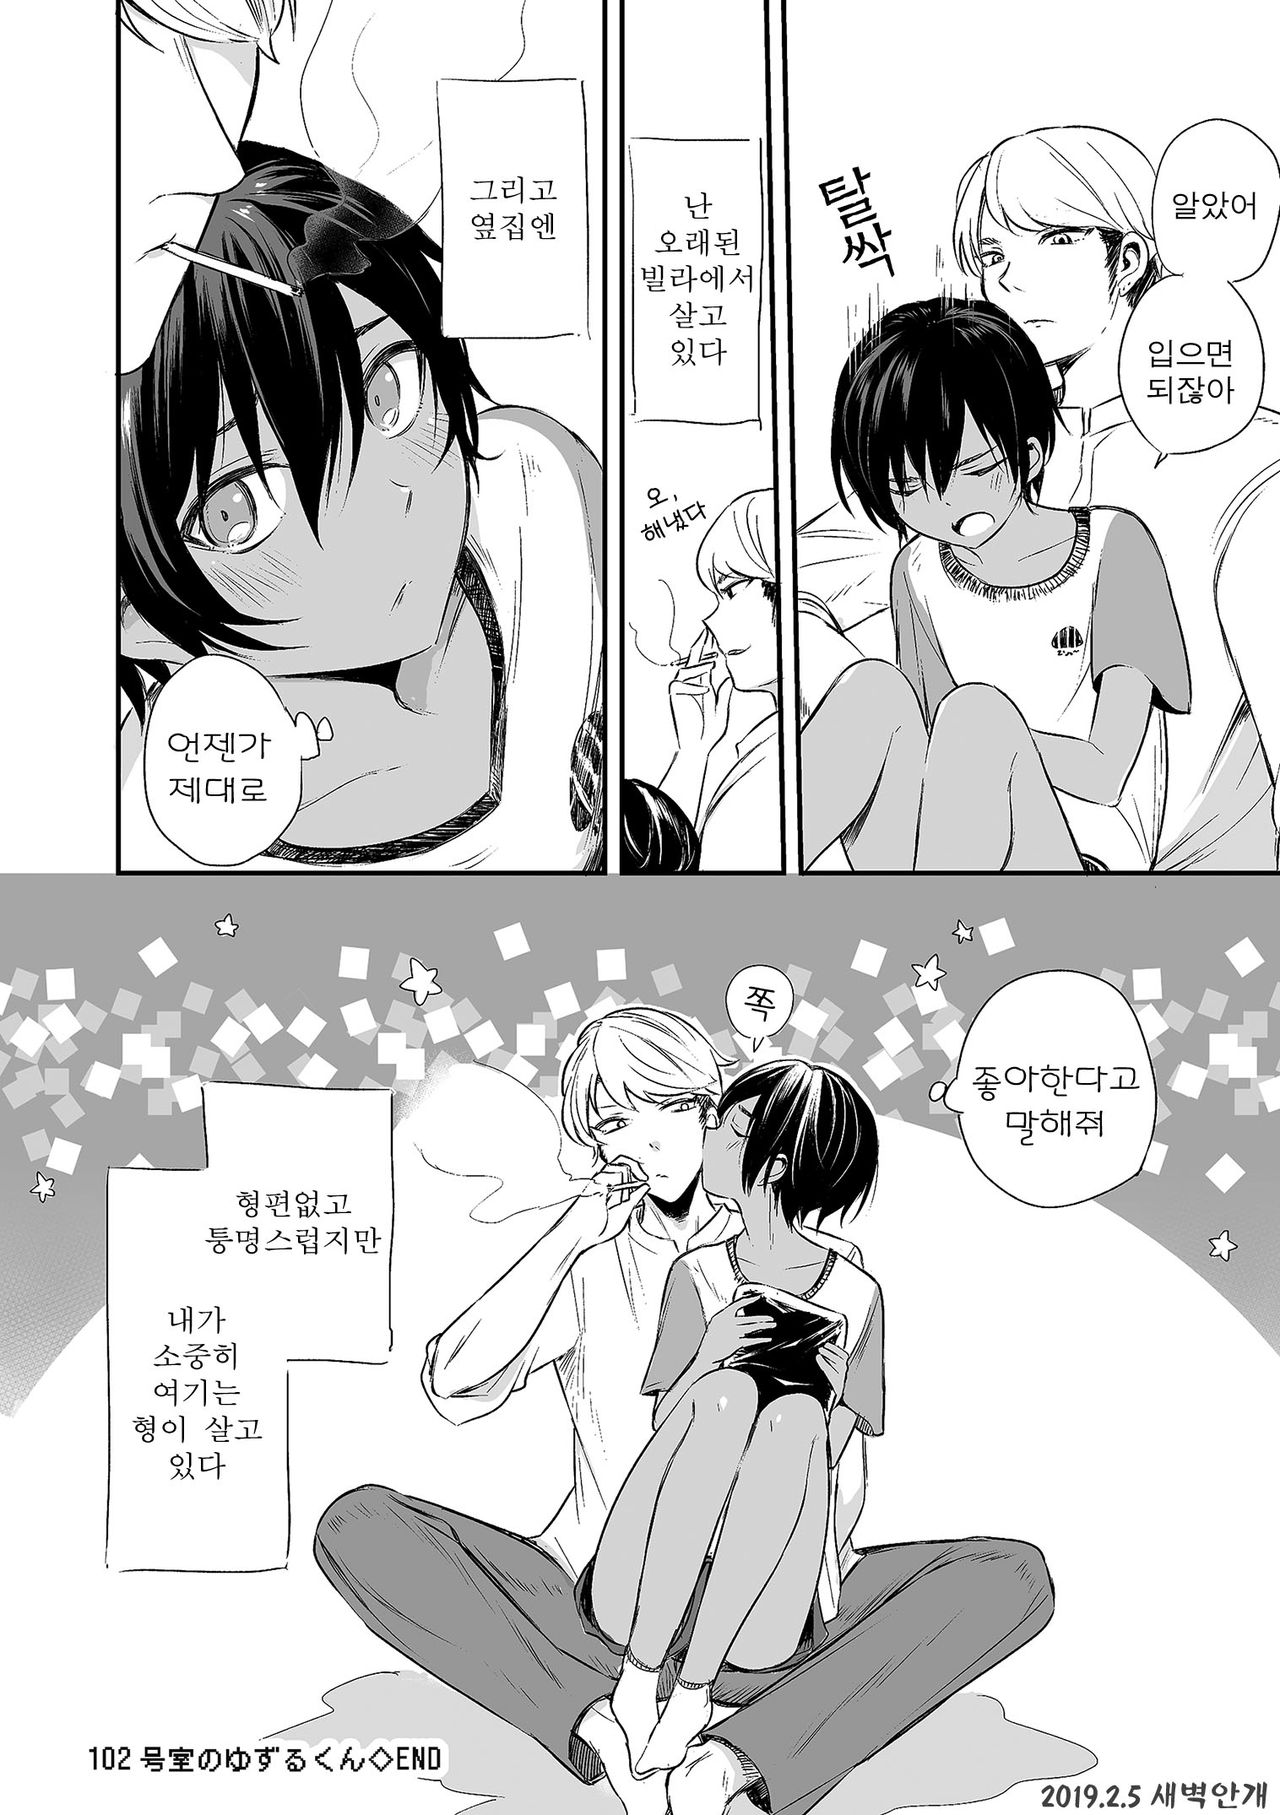 알았어
입으면
되잖아
탈싹
난
오래된
빌라에서
살고
있다
오,
해냈다
그리고
옆집엔
언젠가
제대로
좋아한다고
말해줘
쪽
형편없고
퉁명스럽지만
내가
소중히
여기는
형이 살고
있다
102 号室のゆずるくん◇END
2019.2.5 새벽안개